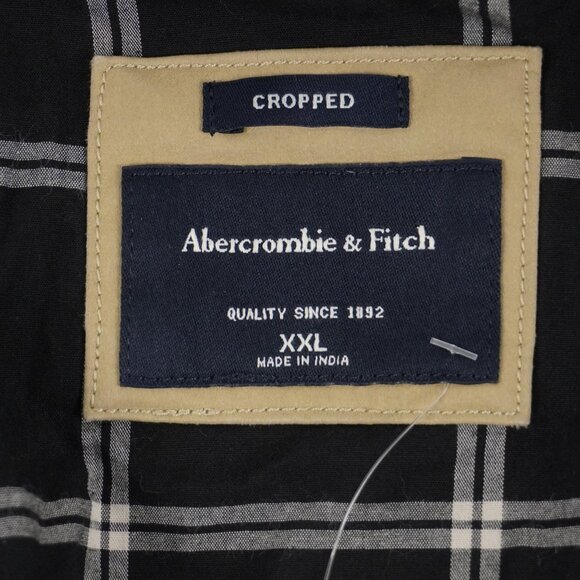 CROPPED
Abercrombie & Fitch
QUALITY SINCE 1892
XXL
MADE IN INDIA